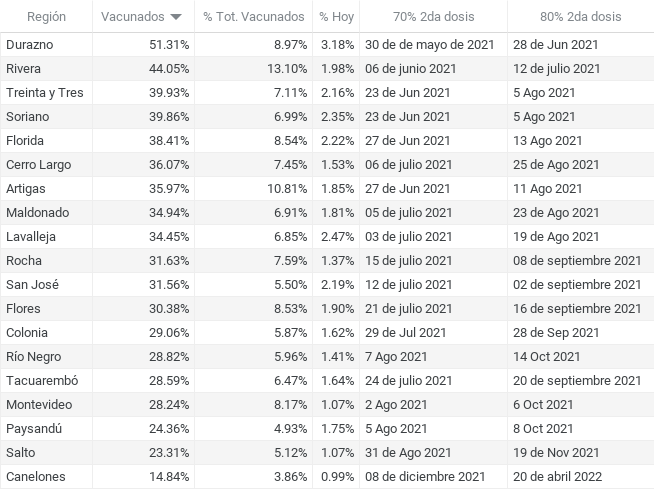 Región Vacunados % Tot. Vacunados % Hoy 70% 2da dosis 80% 2da dosis
Durazno 51.31% 8.97% 3.18% 30 de de mayo de 2021 28 de Jun 2021
Rivera 44.05% 13.10% 1.98% 06 de junio 2021 12 de julio 2021
Treinta y Tres 39.93% 7.11% 2.16% 23 de Jun 2021 5 Ago 2021
Soriano 39.86% 6.99% 2.35% 23 de Jun 2021 5 Ago 2021
Florida 38.41% 8.54% 2.22% 27 de Jun 2021 13 Ago 2021
Cerro Largo 36.07% 7.45% 1.53% 06 de julio 2021 25 de Ago 2021
Artigas 35.97% 10.81% 1.85% 27 de Jun 2021 11 Ago 2021
Maldonado 34.94% 6.91% 1.81% 05 de julio 2021 23 de Ago 2021
Lavalleja 34.45% 6.85% 2.47% 03 de julio 2021 19 de Ago 2021
Rocha 31.63% 7.59% 1.37% 15 de julio 2021 08 de septiembre 2021
San José 31.56% 5.50% 2.19% 12 de julio 2021 02 de septiembre 2021
Flores 30.38% 8.53% 1.90% 21 de julio 2021 16 de septiembre 2021
Colonia 29.06% 5.87% 1.62% 29 de Jul 2021 28 de Sep 2021
Río Negro 28.82% 5.96% 1.41% 7 Ago 2021 14 Oct 2021
Tacuarembó 28.59% 6.47% 1.64% 24 de julio 2021 20 de septiembre 2021
Montevideo 28.24% 8.17% 1.07% 2 Ago 2021 6 Oct 2021
Paysandú 24.36% 4.93% 1.75% 5 Ago 2021 8 Oct 2021
Salto 23.31% 5.12% 1.07% 31 de Ago 2021 19 de Nov 2021
Canelones 14.84% 3.86% 0.99% 08 de diciembre 2021 20 de abril 2022